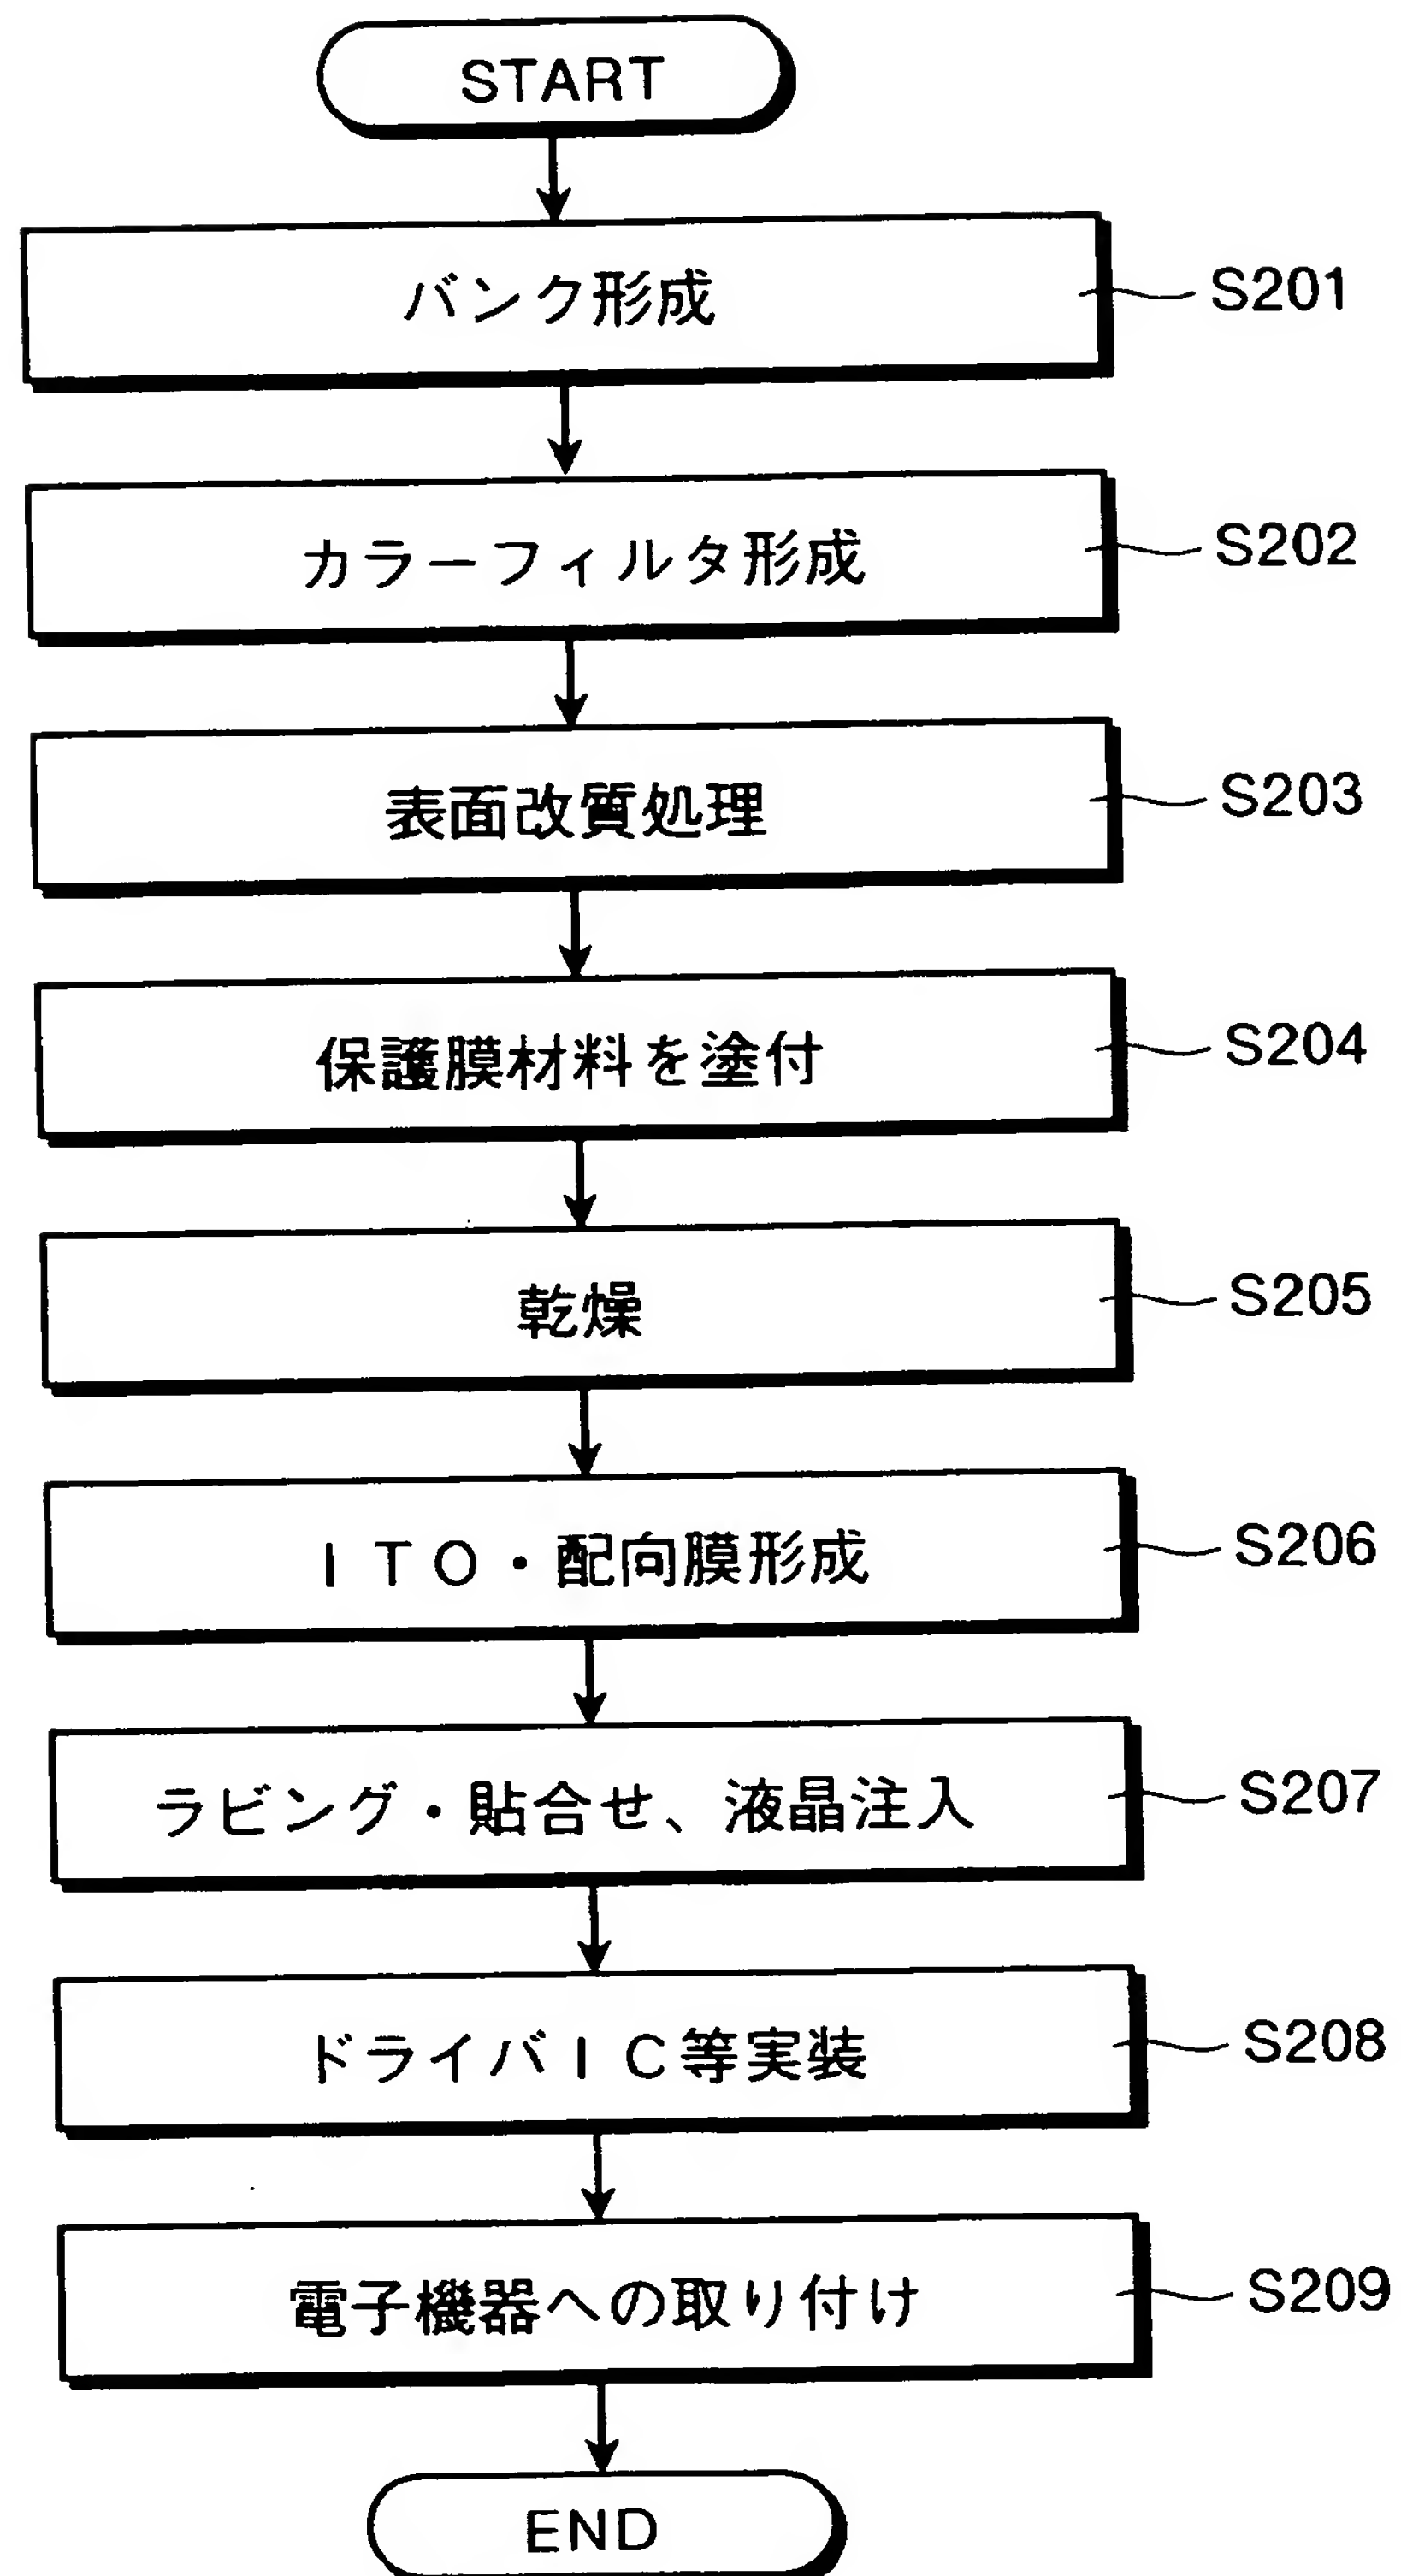 START
バンク形成
S201
カラーフィルタ形成
S202
表面改質処理
S203
保護膜材料を塗付
S204
乾燥
S205
ITO・配向膜形成
S206
ラビング・貼合せ、液晶注入
S207
ドライバIC等実装
S208
電子機器への取り付け
S209
END